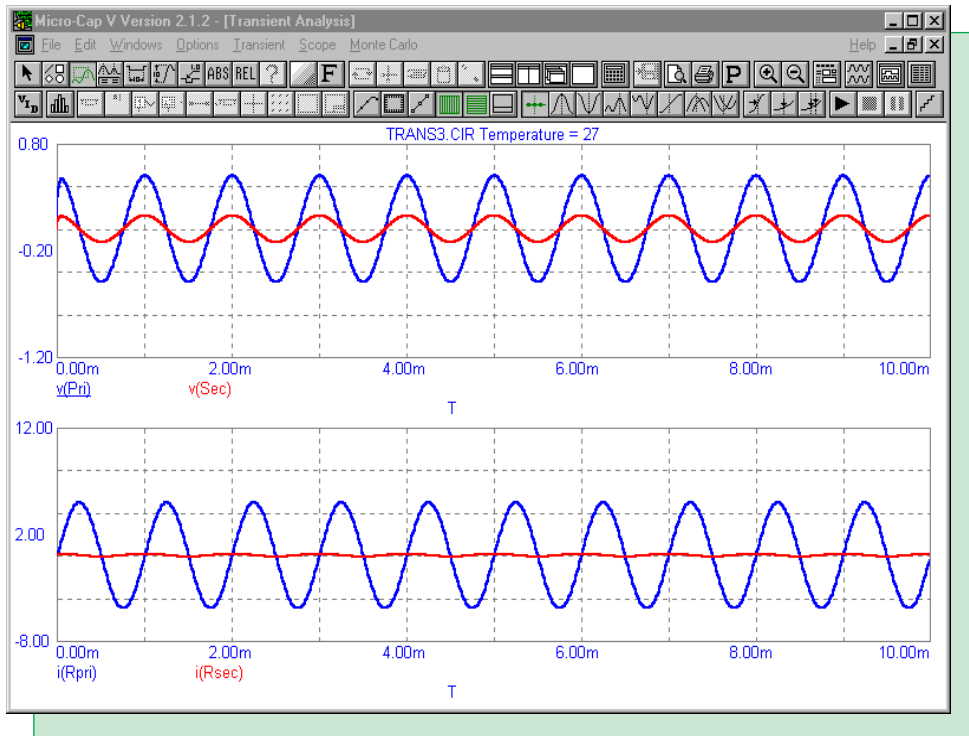 Micro-Cap V Version 2.1.2 - [Transient Analysis]
File Edit Windows Options Transient Scope Monte Carlo Help
ABS REL ? F P
TRANS3.CIR Temperature = 27
0.80
-0.20
-1.20
0.00m 2.00m 4.00m 6.00m 8.00m 10.00m
v(Pri) v(Sec)
T
12.00
2.00
-8.00
0.00m 2.00m 4.00m 6.00m 8.00m 10.00m
i(Rpri) i(Rsec)
T